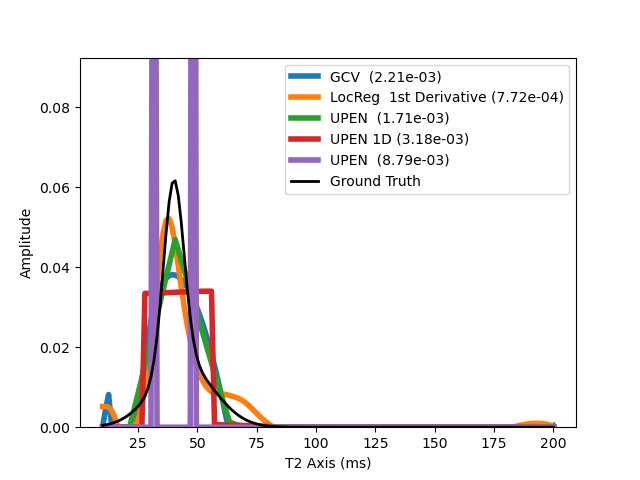 GCV  (2.21e-03)
LocReg  1st Derivative (7.72e-04)
UPEN  (1.71e-03)
UPEN 1D (3.18e-03)
UPEN  (8.79e-03)
Ground Truth
Amplitude
0.08
0.06
0.04
0.02
0.00
25 50 75 100 125 150 175 200
T2 Axis (ms)